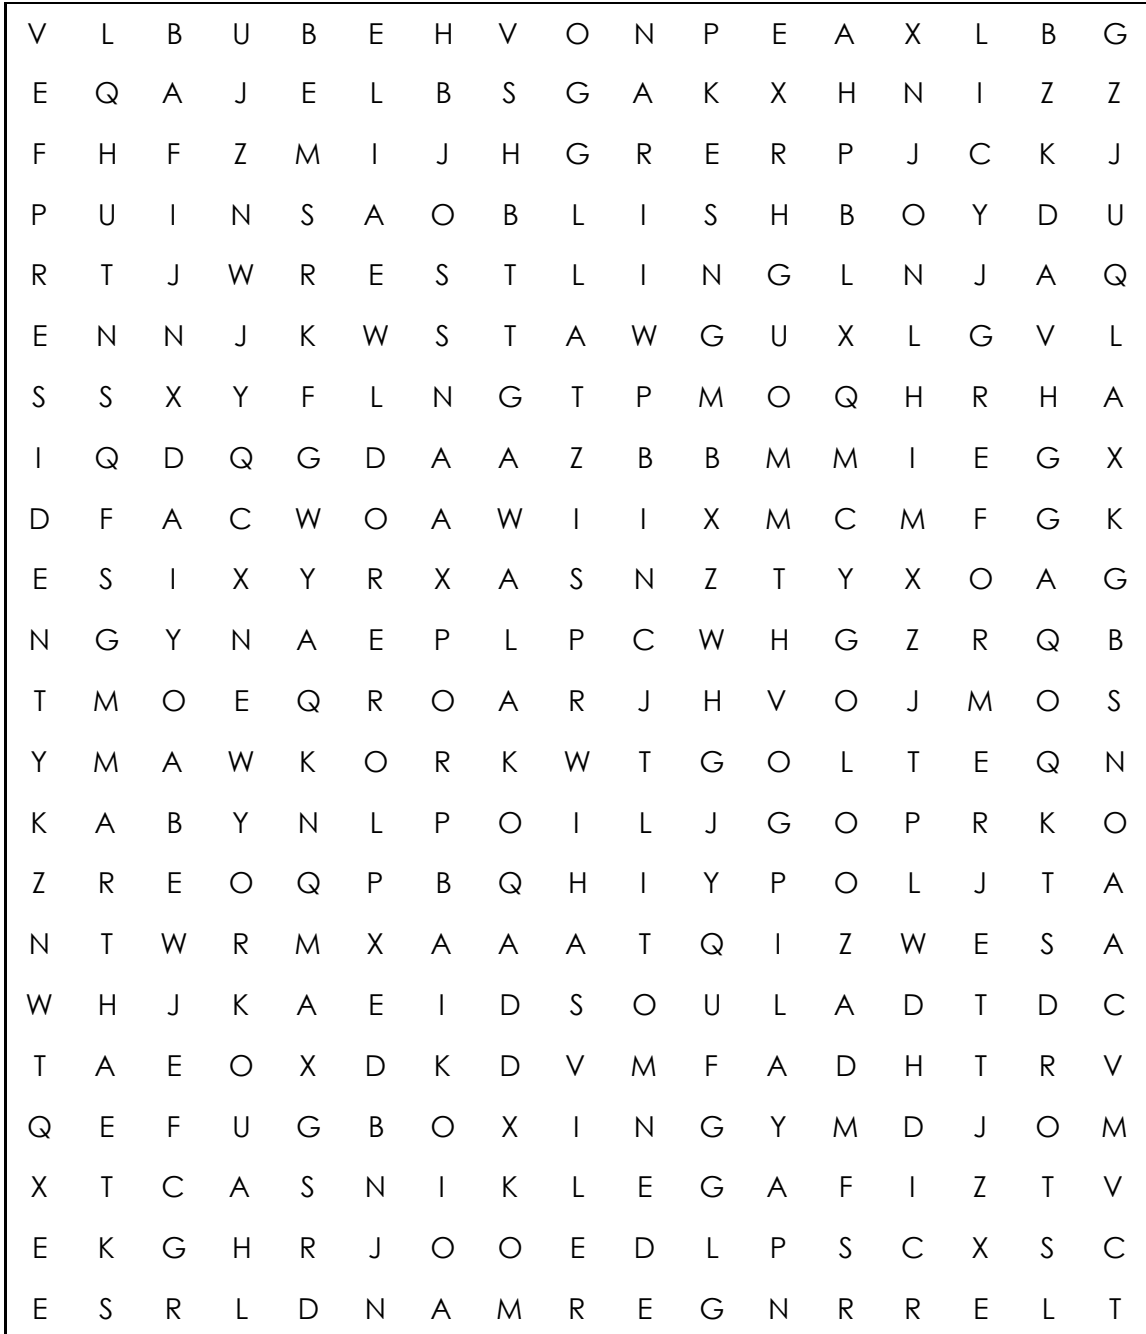 V L B U B E H V O N P E A X L B G
E Q A J E L B S G A K X H N I Z Z
F H F Z M I J H G R E R P J C K J
P U I N S A O B L I S H B O Y D U
R T J W R E S T L I N G L N J A Q
E N N J K W S T A W G U X L G V L
S S X Y F L N G T P M O Q H R H A
I Q D Q G D A A Z B B M M I E G X
D F A C W O A W I I X M C M F G K
E S I X Y R X A S N Z T Y X O A G
N G Y N A E P L P C W H G Z R Q B
T M O E Q R O A R J H V O J M O S
Y M A W K O R K W T G O L T E Q N
K A B Y N L P O I L J G O P R K O
Z R E O Q P B Q H I Y P O L J T A
N T W R M X A A A T Q I Z W E S A
W H J K A E I D S O U L A D T D C
T A E O X D K D V M F A D H T R V
Q E F U G B O X I N G Y M D J O M
X T C A S N I K L E G A F I Z T V
E K G H R J O O E D L P S C X S C
E S R L D N A M R E G N R R E L T